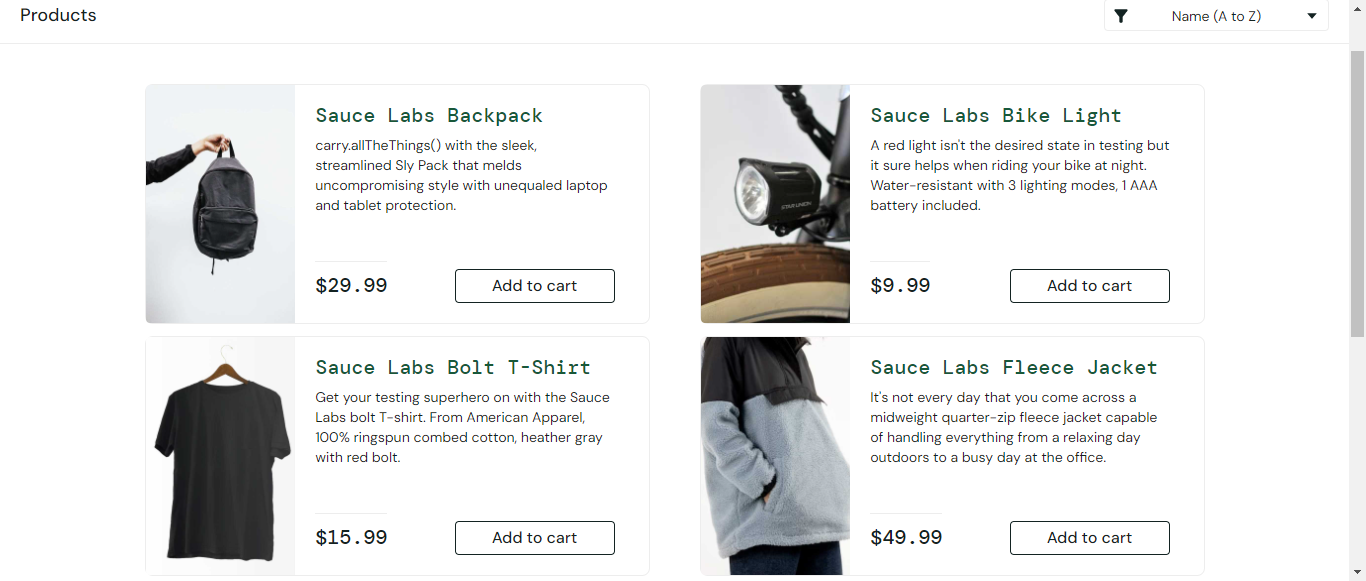 Products
Name (A to Z)
Sauce Labs Backpack
carry.allTheThings() with the sleek,
streamlined Sly Pack that melds
uncompromising style with unequaled laptop
and tablet protection.
$29.99
Add to cart
Sauce Labs Bike Light
A red light isn't the desired state in testing but
it sure helps when riding your bike at night.
Water-resistant with 3 lighting modes, 1 AAA
battery included.
$9.99
Add to cart
STAR UNION
Sauce Labs Bolt T-Shirt
Get your testing superhero on with the Sauce
Labs bolt T-shirt. From American Apparel,
100% ringspun combed cotton, heather gray
with red bolt.
$15.99
Add to cart
Sauce Labs Fleece Jacket
It's not every day that you come across a
midweight quarter-zip fleece jacket capable
of handling everything from a relaxing day
outdoors to a busy day at the office.
$49.99
Add to cart